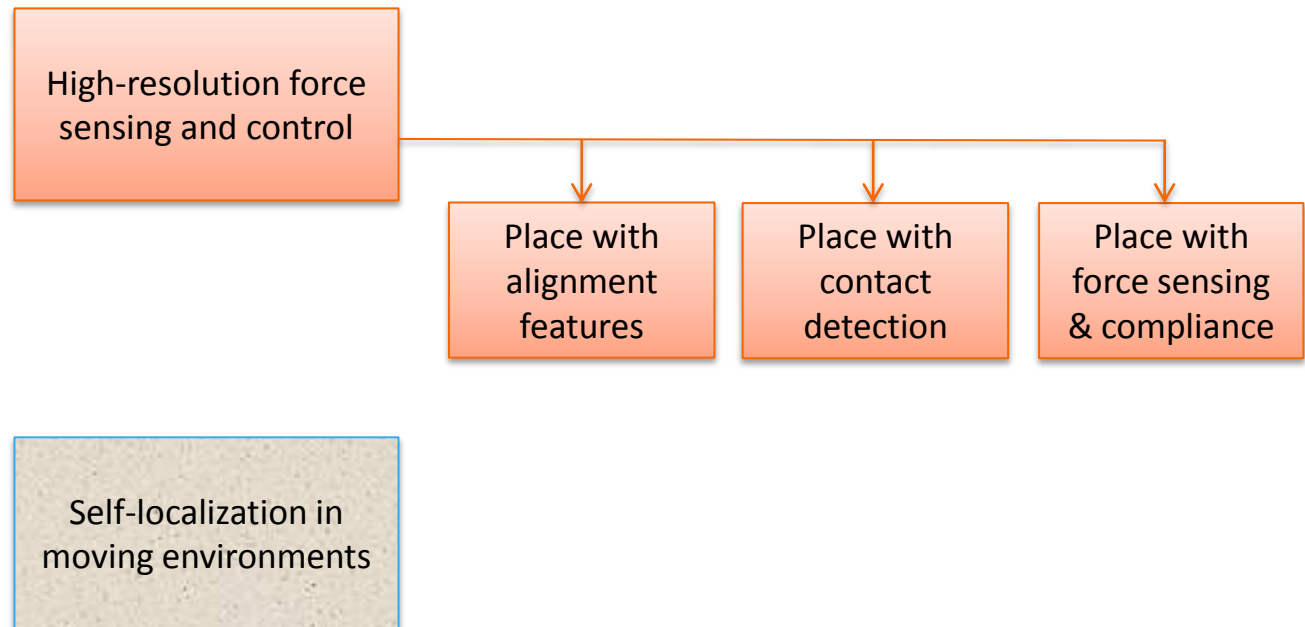 High-resolution force
sensing and control
Place with
alignment
features
Place with
contact
detection
Place with
force sensing
& compliance
Self-localization in
moving environments